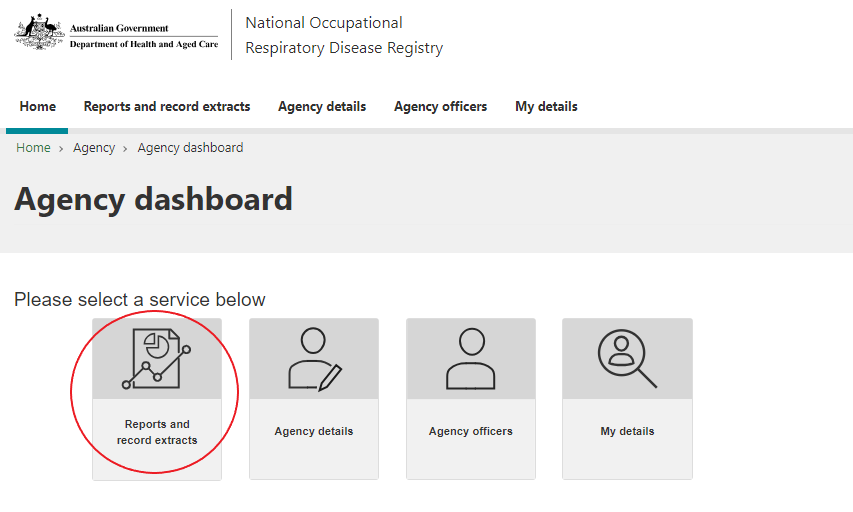 Australian Government
Department of Health and Aged Care
National Occupational
Respiratory Disease Registry
Home Reports and record extracts Agency details Agency officers My details
Home › Agency › Agency dashboard
Agency dashboard
Please select a service below
Reports and
record extracts
Agency details
Agency officers
My details